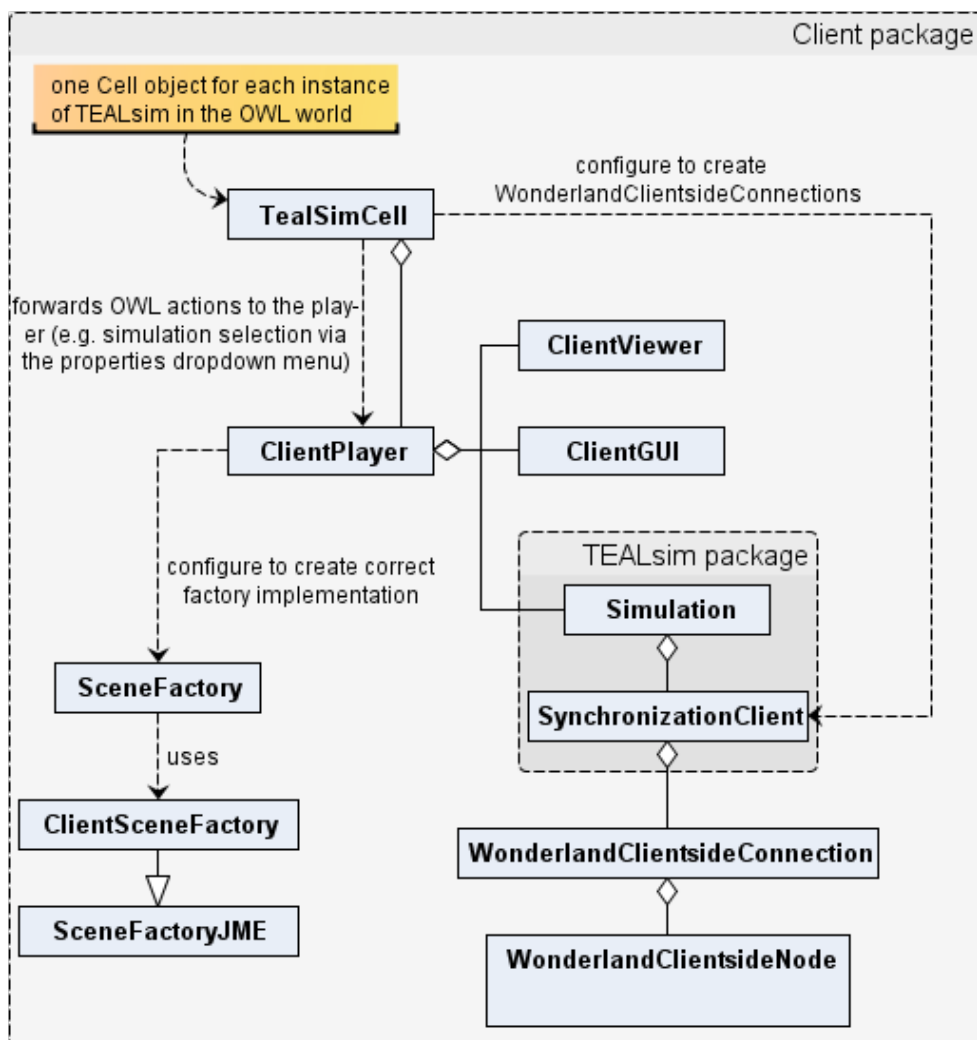 Client package
one Cell object for each instance
of TEALsim in the OWL world
configure to create
WonderlandClientsideConnections
TealSimCell
forwards OWL actions to the play-
er (e.g. simulation selection via
the properties dropdown menu)
ClientViewer
ClientPlayer
ClientGUI
TEALsim package
configure to create correct
factory implementation
Simulation
SceneFactory
SynchronizationClient
uses
ClientSceneFactory
WonderlandClientsideConnection
SceneFactoryJME
WonderlandClientsideNode